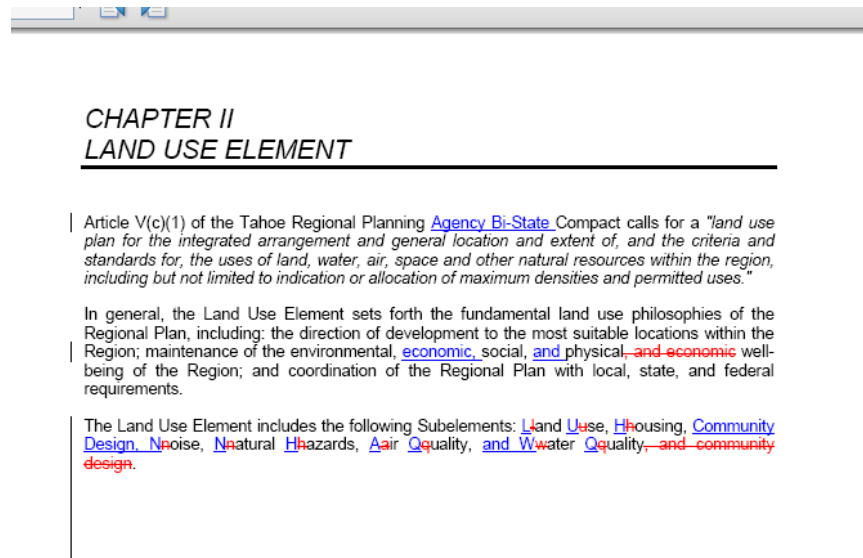 CHAPTER II
LAND USE ELEMENT
Article V(c)(1) of the Tahoe Regional Planning Agency Bi-State Compact calls for a "land use
plan for the integrated arrangement and general location and extent of, and the criteria and
standards for, the uses of land, water, air, space and other natural resources within the region,
including but not limited to indication or allocation of maximum densities and permitted uses."
In general, the Land Use Element sets forth the fundamental land use philosophies of the
Regional Plan, including: the direction of development to the most suitable locations within the
Region; maintenance of the environmental, economic, social, and physical, and economic well-
being of the Region; and coordination of the Regional Plan with local, state, and federal
requirements.
The Land Use Element includes the following Subelements: Lland Uuse, Hhousing, Community
Design, Nnoise, Nnatural Hhazards, Aair Qquality, and Wwater Qquality, and community
design.